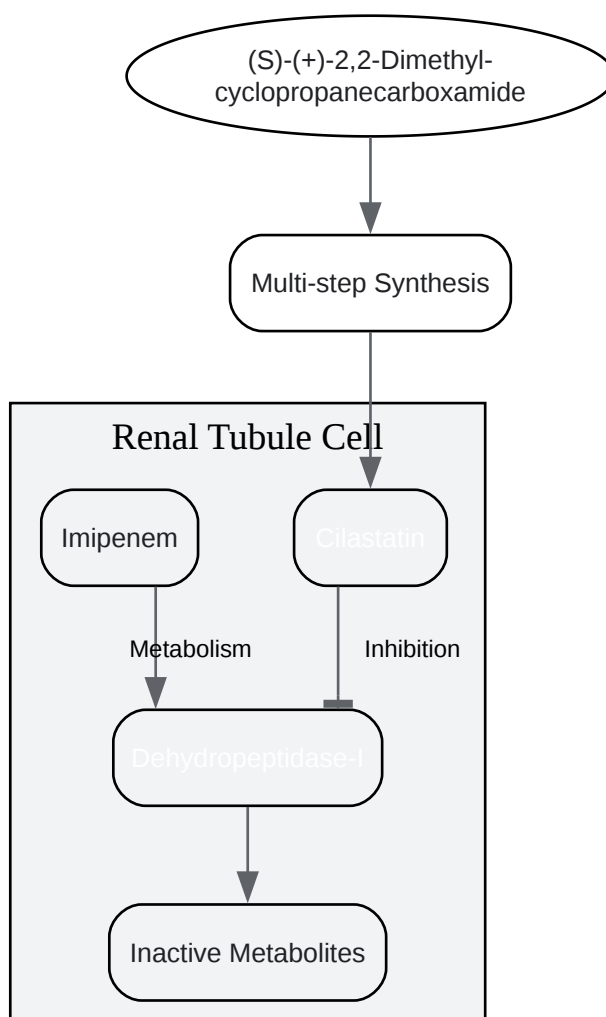 (S)-(+)-2,2-Dimethyl-
cyclopropanecarboxamide
Multi-step Synthesis
Renal Tubule Cell
Imipenem
Cilastatin
Metabolism
Inhibition
Dehydropeptidase-I
Inactive Metabolites